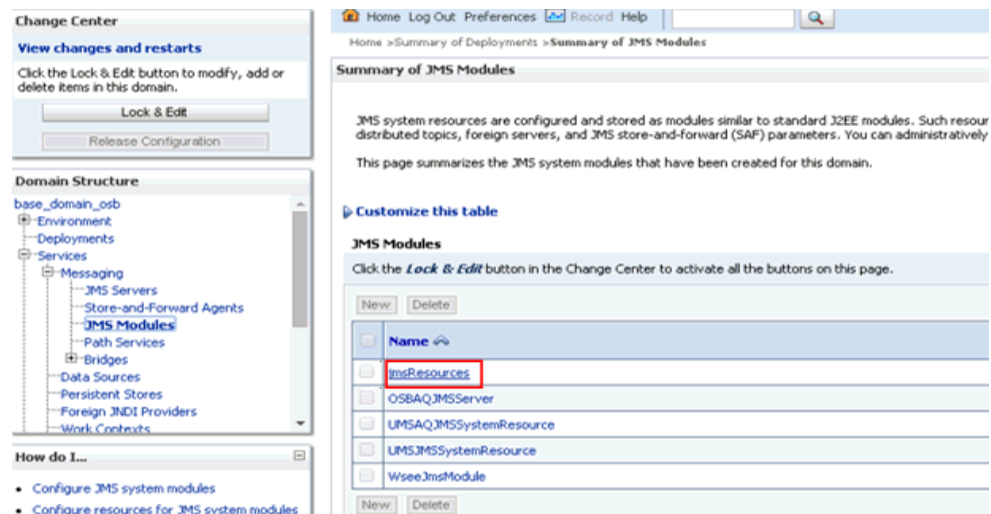 Change Center
View changes and restarts
Click the Lock & Edit button to modify, add or
delete items in this domain.
Lock & Edit
Release Configuration
Domain Structure
base_domain_osb
Environment
Deployments
Services
Messaging
JMS Servers
Store-and-Forward Agents
JMS Modules
Path Services
Bridges
Data Sources
Persistent Stores
Foreign JNDI Providers
Work Contexts
How do I...
Configure JMS system modules
Configure resources for JMS system modules
Home Log Out Preferences Record Help
Home >Summary of Deployments >Summary of JMS Modules
Summary of JMS Modules
JMS system resources are configured and stored as modules similar to standard J2EE modules. Such resour
distributed topics, foreign servers, and JMS store-and-forward (SAF) parameters. You can administratively
This page summarizes the JMS system modules that have been created for this domain.
Customize this table
JMS Modules
Click the Lock & Edit button in the Change Center to activate all the buttons on this page.
New Delete
Name
jmsResources
OSBAQJMSServer
UMSAQJMSSystemResource
UMSJMSSystemResource
WseeJmsModule
New Delete